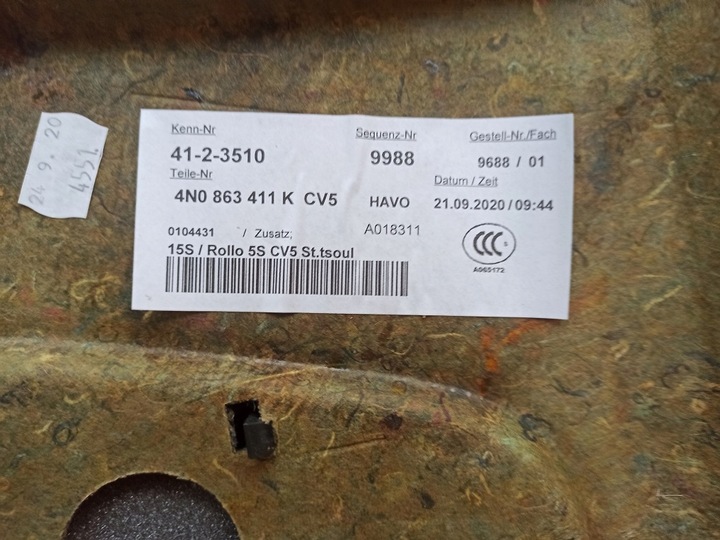 24. 9. 20
4551
Kenn-Nr
Sequenz-Nr
Gestell-Nr./Fach
41-2-3510
9988
9688 / 01
Teile-Nr
Datum / Zeit
4N0 863 411 K CV5
HAVO
21.09.2020 / 09:44
0104431 / Zusatz;
A018311
CCC S
15S / Rollo 5S CV5 St.tsoul
A065172